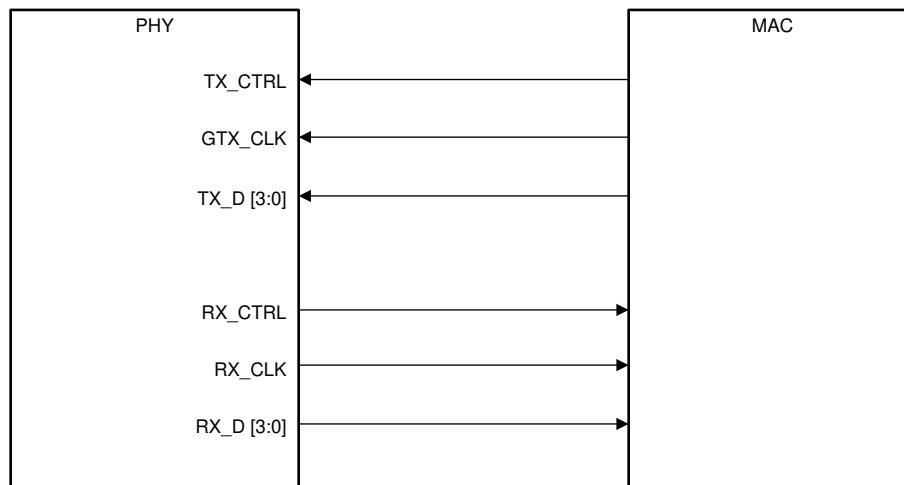 PHY
MAC
TX_CTRL
GTX_CLK
TX_D [3:0]
RX_CTRL
RX_CLK
RX_D [3:0]